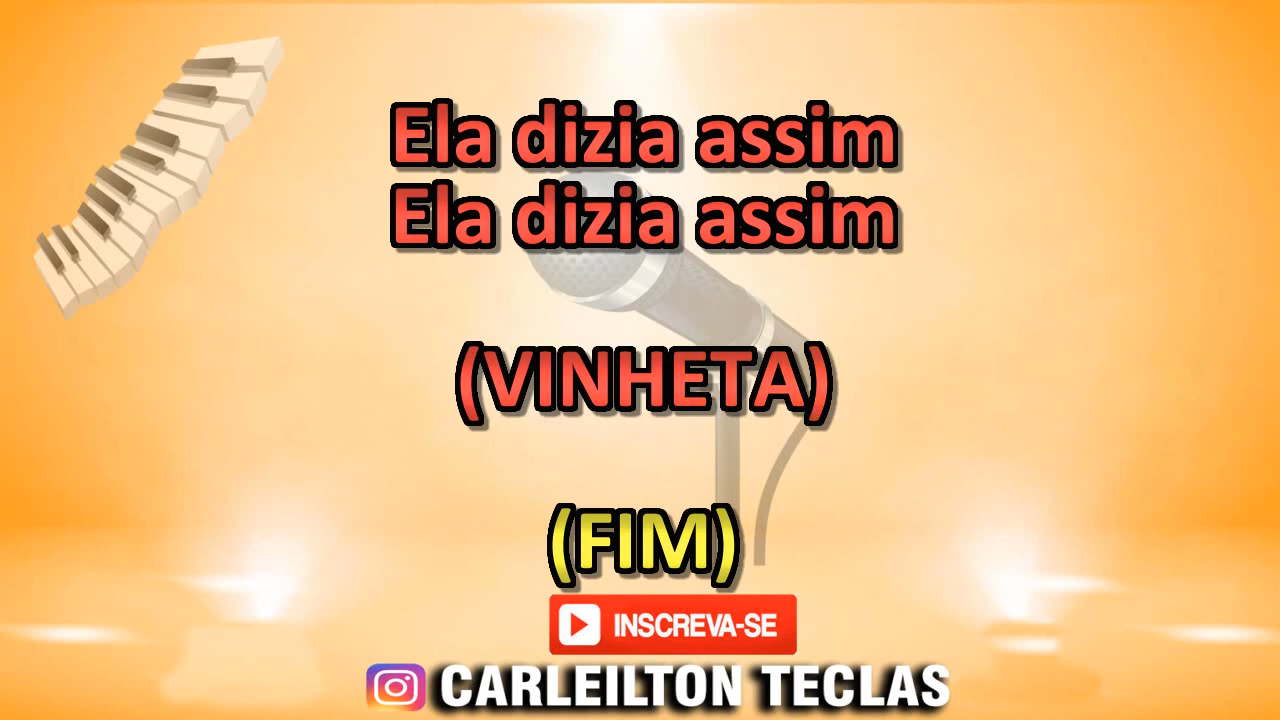 Ela dizia assim
Ela dizia assim
(VINHETA)
(FIM)
INSCREVA-SE
CARLEILTON TECLAS